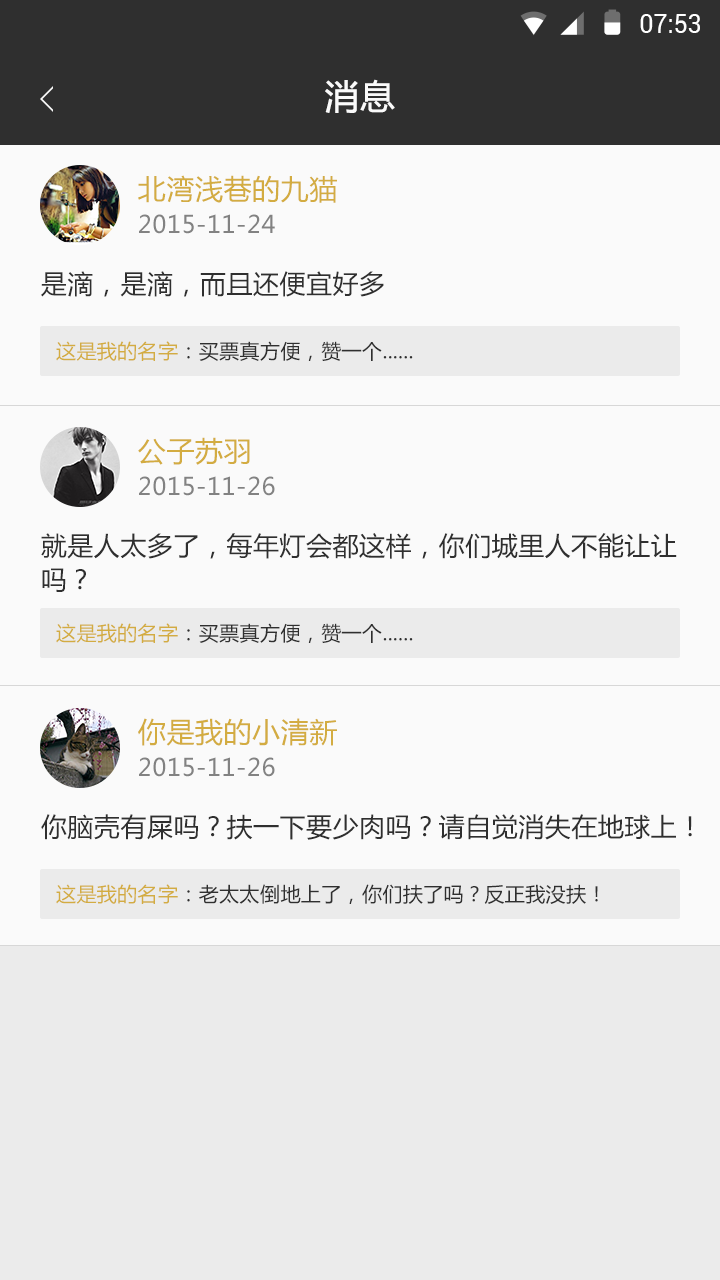 07:53
消息
北湾浅巷的九猫
2015-11-24
是滴，是滴，而且还便宜好多
这是我的名字：买票真方便，赞一个......
公子苏羽
2015-11-26
就是人太多了，每年灯会都这样，你们城里人不能让让
吗？
这是我的名字：买票真方便，赞一个......
你是我的小清新
2015-11-26
你脑壳有屎吗？扶一下要少肉吗？请自觉消失在地球上！
这是我的名字：老太太倒地上了，你们扶了吗？反正我没扶！